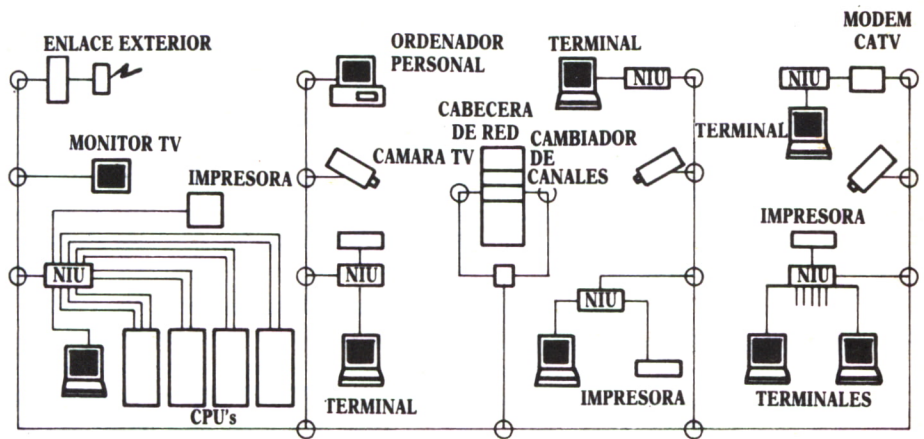 ENLACE EXTERIOR
ORDENADOR
PERSONAL
TERMINAL
NIU
MODEM
CATV
NIU
TERMINAL
MONITOR TV
IMPRESORA
CAMARA TV
CABECERA
DE RED
CAMBIADOR
DE
CANALES
IMPRESORA
NIU
NIU
NIU
NIU
CPU's
TERMINAL
IMPRESORA
TERMINALES